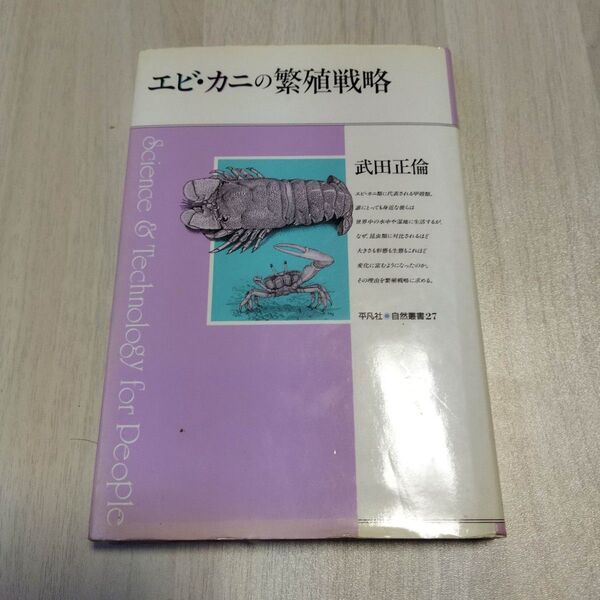 エビ・カニの繁殖戦略
武田正倫
エビ・カニ類に代表される甲殻類。
誰にとっても身近な彼らは
世界中の水中や湿地に生活するが、
なぜ、昆虫類に対比されるほど
大きさも形態も生態もこれほど
変化に富むようになったのか。
その理由を繁殖戦略に求める。
平凡社 ● 自然叢書27
Science & Technology for People